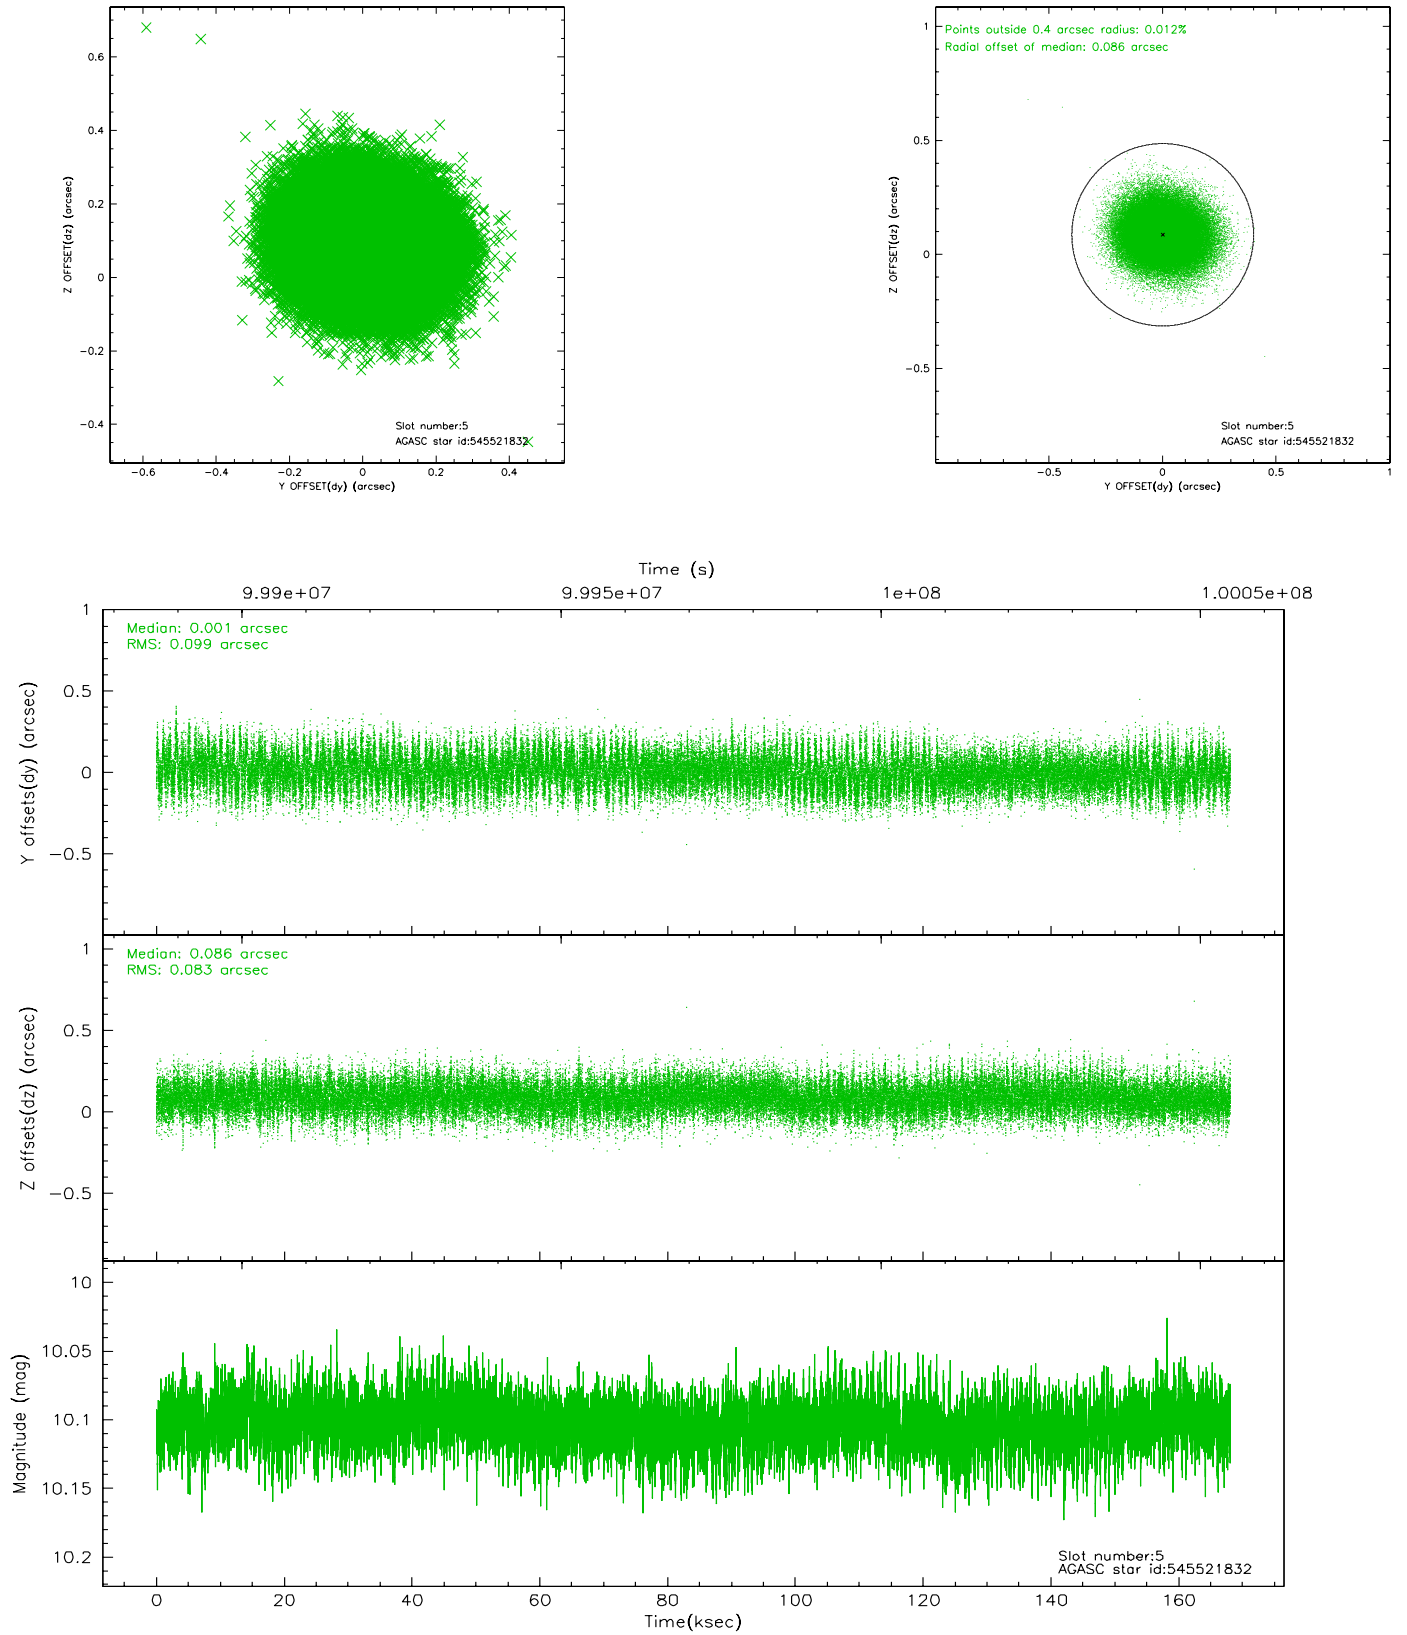 0.6
0.4
0.2
0
−0.2
−0.4
Z OFFSET(dz) (arcsec)
Slot number:5
AGASC star id:545521832
−0.6 −0.4 −0.2 0 0.2 0.4
Y OFFSET(dy) (arcsec)
Points outside 0.4 arcsec radius: 0.012%
Radial offset of median: 0.086 arcsec
1
0.5
0
−0.5
Z OFFSET(dz) (arcsec)
Slot number:5
AGASC star id:545521832
−0.5 0 0.5 1
Y OFFSET(dy) (arcsec)
Time (s)
9.99e+07 9.995e+07 1e+08 1.0005e+08
Median: 0.001 arcsec
RMS: 0.099 arcsec
1
0.5
0
−0.5
Y offsets(dy) (arcsec)
Median: 0.086 arcsec
RMS: 0.083 arcsec
1
0.5
0
−0.5
Z offsets(dz) (arcsec)
10
10.05
10.1
10.15
10.2
Magnitude (mag)
Slot number:5
AGASC star id:545521832
0 20 40 60 80 100 120 140 160
Time(ksec)